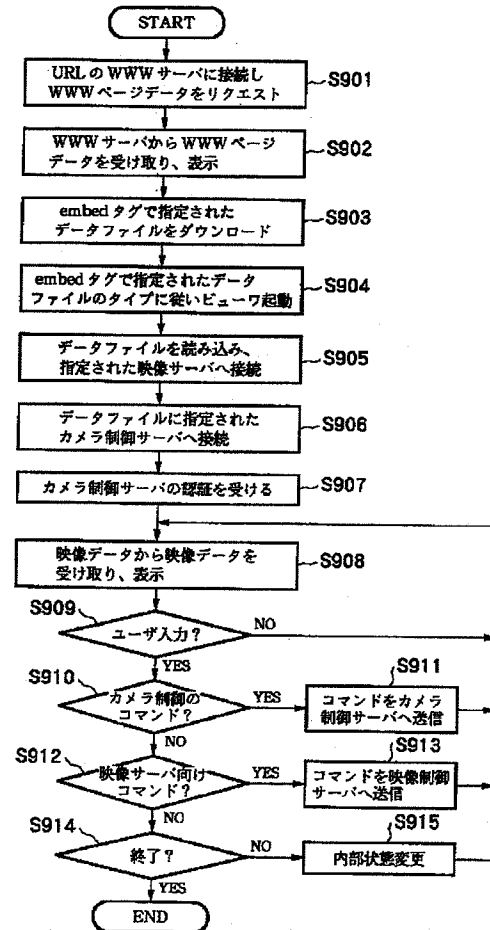 START
URLのWWWサーバに接続し
WWWページデータをリクエスト
S901
WWWサーバからWWWページ
データを受け取り、表示
S902
embedタグで指定された
データファイルをダウンロード
S903
embedタグで指定されたデータ
ファイルのタイプに従いビューワ起動
S904
データファイルを読み込み、
指定された映像サーバへ接続
S905
データファイルに指定された
カメラ制御サーバへ接続
S906
カメラ制御サーバの認証を受ける
S907
映像データから映像データを
受け取り、表示
S908
S909
ユーザ入力?
NO
YES
S910
カメラ制御の
コマンド?
YES
S911
コマンドをカメラ
制御サーバへ送信
NO
S912
映像サーバ向け
コマンド?
YES
S913
コマンドを映像制御
サーバへ送信
NO
S914
終了?
NO
S915
内部状態変更
YES
END